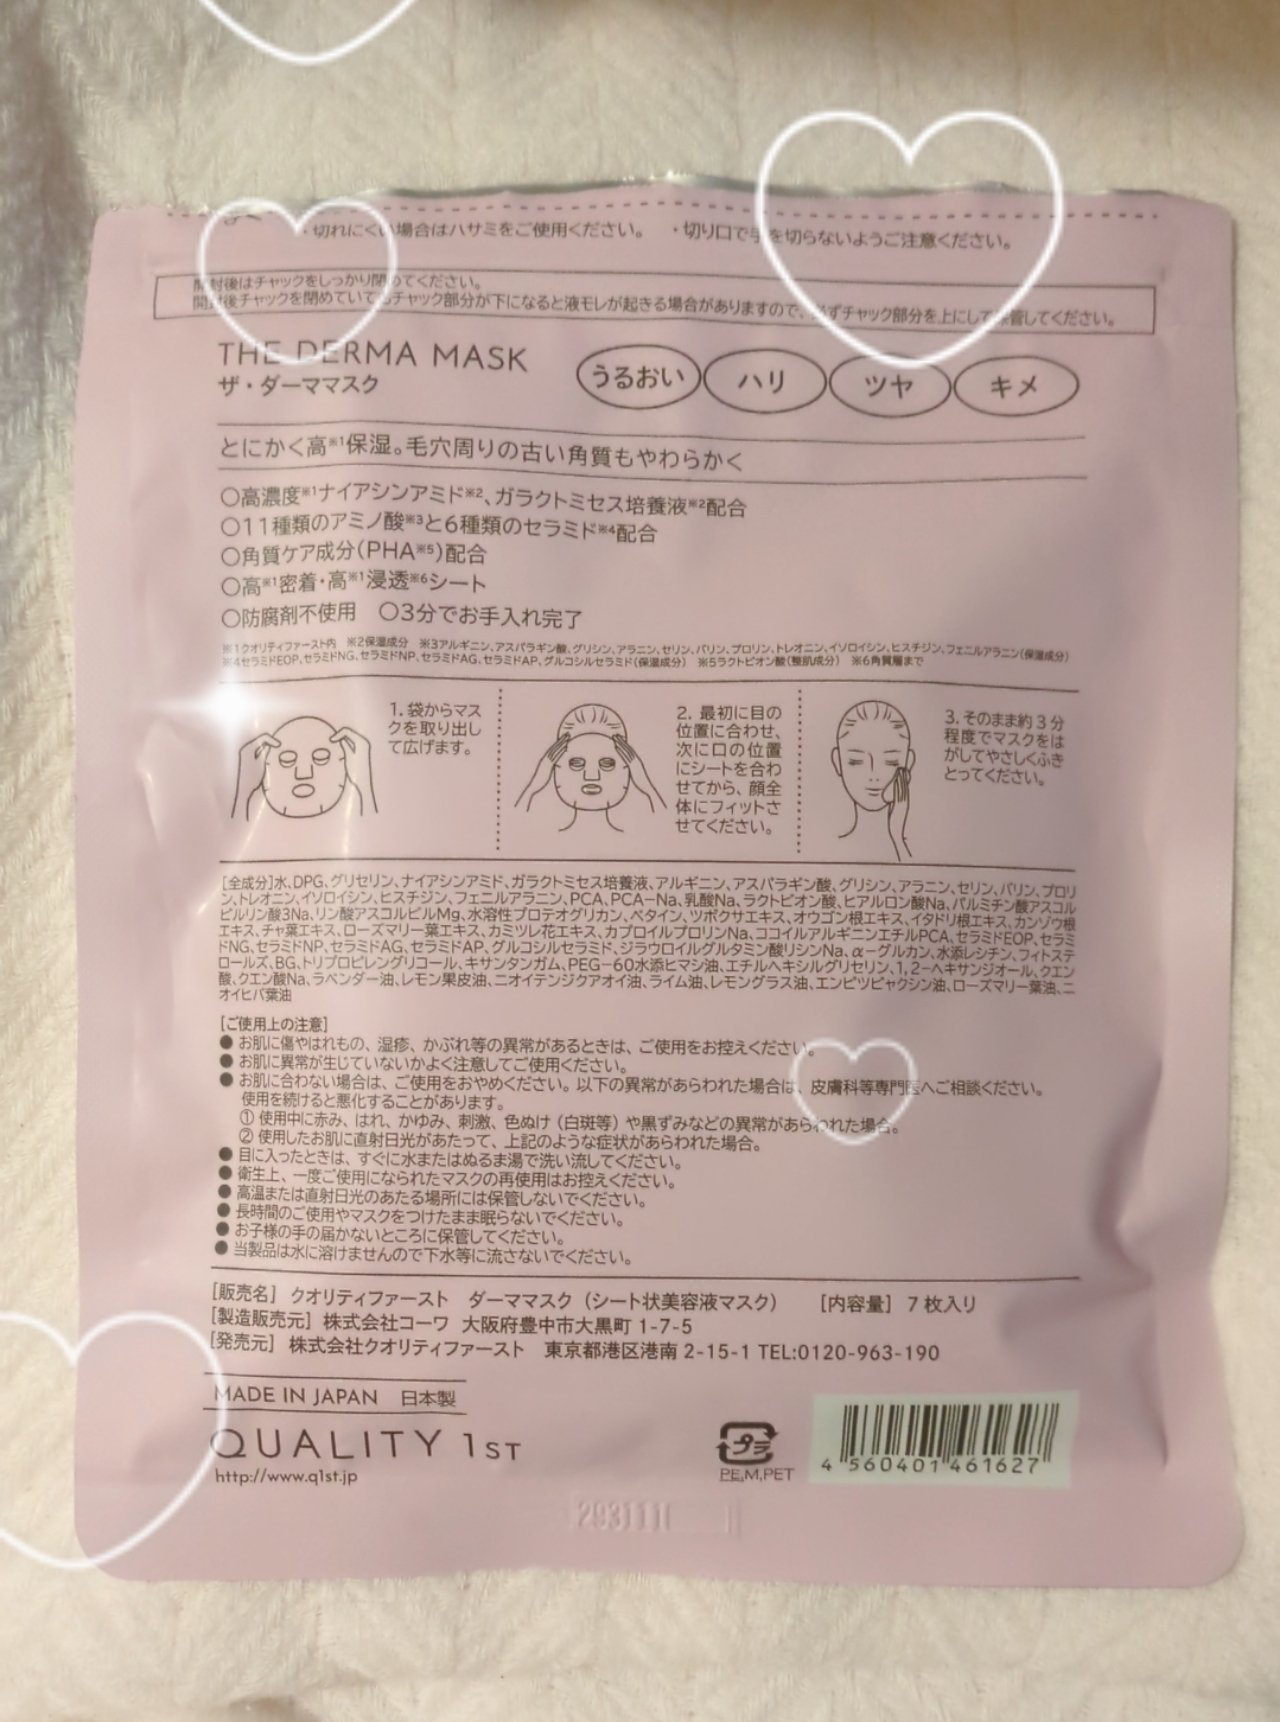 ・切れにくい場合はハサミをご使用ください。　・切り口で手を切らないようご注意ください。
開封後はチャックをしっかり閉めてください。
開封後チャックを閉めていてもチャック部分が下になると液モレが起きる場合がありますので、必ずチャック部分を上にして保管してください。
THE DERMA MASK
ザ・ダーママスク
うるおい ハリ ツヤ キメ
とにかく高※1保湿。毛穴周りの古い角質もやわらかく
○高濃度※1ナイアシンアミド※2、ガラクトミセス培養液※2配合
○11種類のアミノ酸※3と6種類のセラミド※4配合
○角質ケア成分(PHA※5)配合
○高※1密着・高※1浸透※6シート
○防腐剤不使用　○3分でお手入れ完了
※1クオリティファースト内　※2保湿成分　※3アルギニン、アスパラギン酸、グリシン、アラニン、セリン、バリン、プロリン、トレオニン、イソロイシン、ヒスチジン、フェニルアラニン(保湿成分)
※4セラミドEOP、セラミドNG、セラミドNP、セラミドAG、セラミドAP、グルコシルセラミド(保湿成分)　※5ラクトビオン酸(整肌成分)　※6角質層まで
1. 袋からマス
クを取り出し
て広げます。
2. 最初に目の
位置に合わせ、
次に口の位置
にシートを合わ
せてから、顔全
体にフィットさ
せてください。
3. そのまま約3分
程度でマスクをは
がしてやさしくふき
とってください。
[全成分]水、DPG、グリセリン、ナイアシンアミド、ガラクトミセス培養液、アルギニン、アスパラギン酸、グリシン、アラニン、セリン、バリン、プロリ
ン、トレオニン、イソロイシン、ヒスチジン、フェニルアラニン、PCA、PCA-Na、乳酸Na、ラクトビオン酸、ヒアルロン酸Na、パルミチン酸アスコル
ビルリン酸3Na、リン酸アスコルビルMg、水溶性プロテオグリカン、ベタイン、ツボクサエキス、オウゴン根エキス、イタドリ根エキス、カンゾウ根
エキス、チャ葉エキス、ローズマリー葉エキス、カミツレ花エキス、カプロイルプロリンNa、ココイルアルギニンエチルPCA、セラミドEOP、セラミ
ドNG、セラミドNP、セラミドAG、セラミドAP、グルコシルセラミド、ジラウロイルグルタミン酸リシンNa、α-グルカン、水添レシチン、フィトステ
ロールズ、BG、トリプロピレングリコール、キサンタンガム、PEG-60水添ヒマシ油、エチルヘキシルグリセリン、1,2-ヘキサンジオール、クエン
酸、クエン酸Na、ラベンダー油、レモン果皮油、ニオイテンジクアオイ油、ライム油、レモングラス油、エンピツビャクシン油、ローズマリー葉油、ニ
オイヒバ葉油
[ご使用上の注意]
● お肌に傷やはれもの、湿疹、かぶれ等の異常があるときは、ご使用をお控えください。
● お肌に異常が生じていないかよく注意してご使用ください。
● お肌に合わない場合は、ご使用をおやめください。以下の異常があらわれた場合は、皮膚科等専門医へご相談ください。
使用を続けると悪化することがあります。
① 使用中に赤み、はれ、かゆみ、刺激、色ぬけ（白斑等）や黒ずみなどの異常があらわれた場合。
② 使用したお肌に直射日光があたって、上記のような症状があらわれた場合。
● 目に入ったときは、すぐに水またはぬるま湯で洗い流してください。
● 衛生上、一度ご使用になられたマスクの再使用はお控えください。
● 高温または直射日光のあたる場所には保管しないでください。
● 長時間のご使用やマスクをつけたまま眠らないでください。
● お子様の手の届かないところに保管してください。
● 当製品は水に溶けませんので下水等に流さないでください。
[販売名]　クオリティファースト　ダーママスク（シート状美容液マスク）　[内容量] 7枚入り
[製造販売元] 株式会社コーワ 大阪府豊中市大黒町 1-7-5
[発売元] 株式会社クオリティファースト　東京都港区港南 2-15-1 TEL:0120-963-190
MADE IN JAPAN　日本製
QUALITY 1ST
http://www.q1st.jp
プラ
PE,M,PET
4 560401 461627